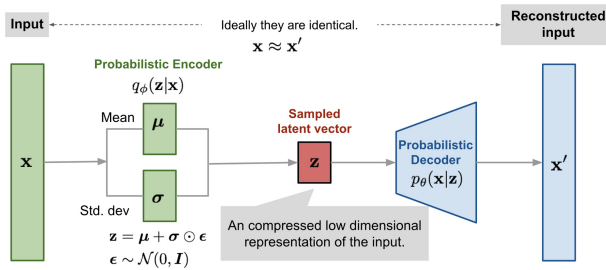 Input
Ideally they are identical.
x ≈ x′
Reconstructed
input
Probabilistic Encoder
qϕ(z|x)
Mean
μ
x
Std. dev
σ
z = μ + σ ⊙ ϵ
ϵ ∼ 𝒩(0, I)
Sampled
latent vector
z
An compressed low dimensional
representation of the input.
Probabilistic
Decoder
pθ(x|z)
x′